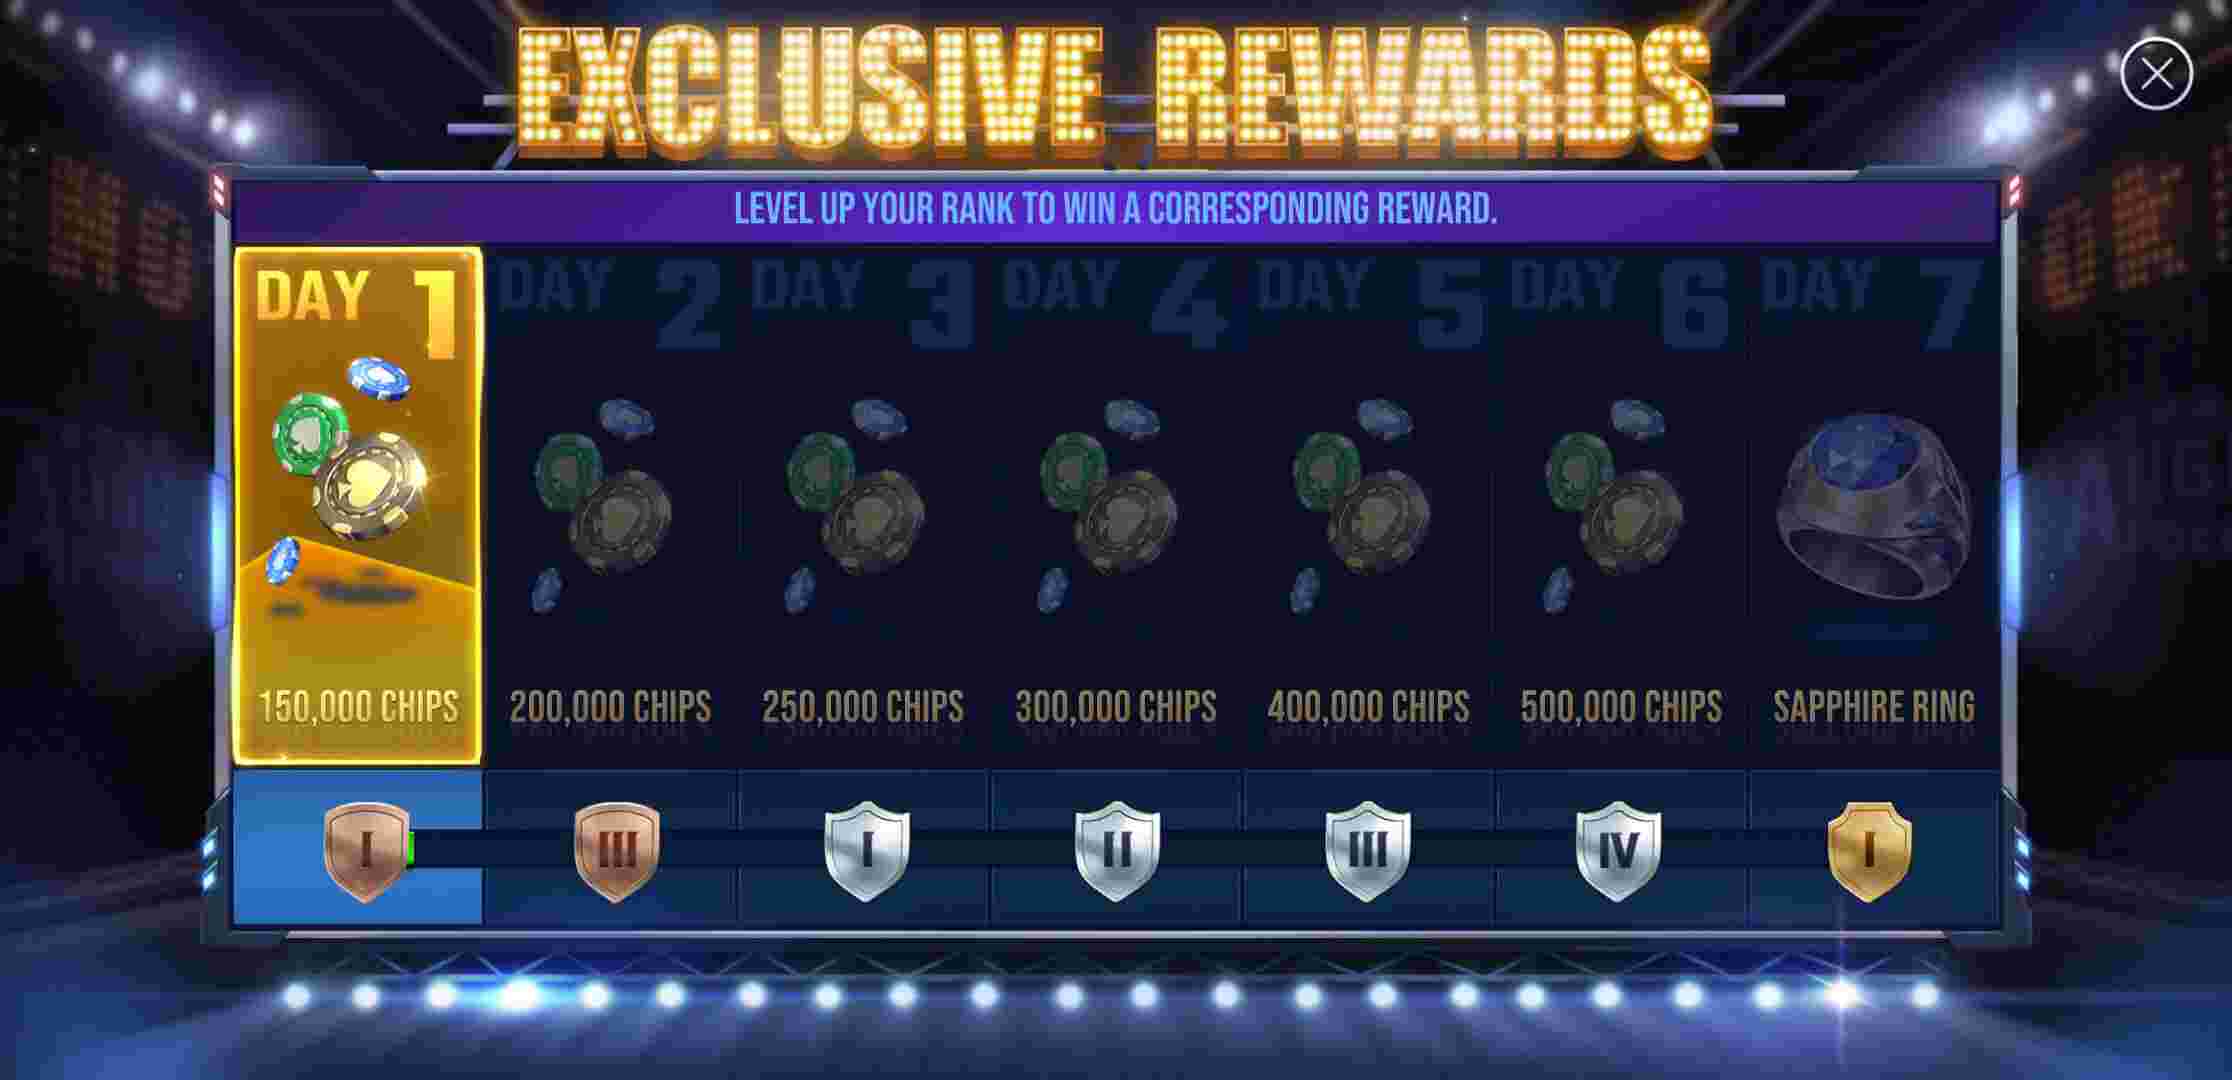 EXCLUSIVE REWARDS
LEVEL UP YOUR RANK TO WIN A CORRESPONDING REWARD.
DAY 1
DAY 2
DAY 3
DAY 4
DAY 5
DAY 6
DAY 7
150,000 CHIPS
200,000 CHIPS
250,000 CHIPS
300,000 CHIPS
400,000 CHIPS
500,000 CHIPS
SAPPHIRE RING
I
III
I
II
III
IV
I